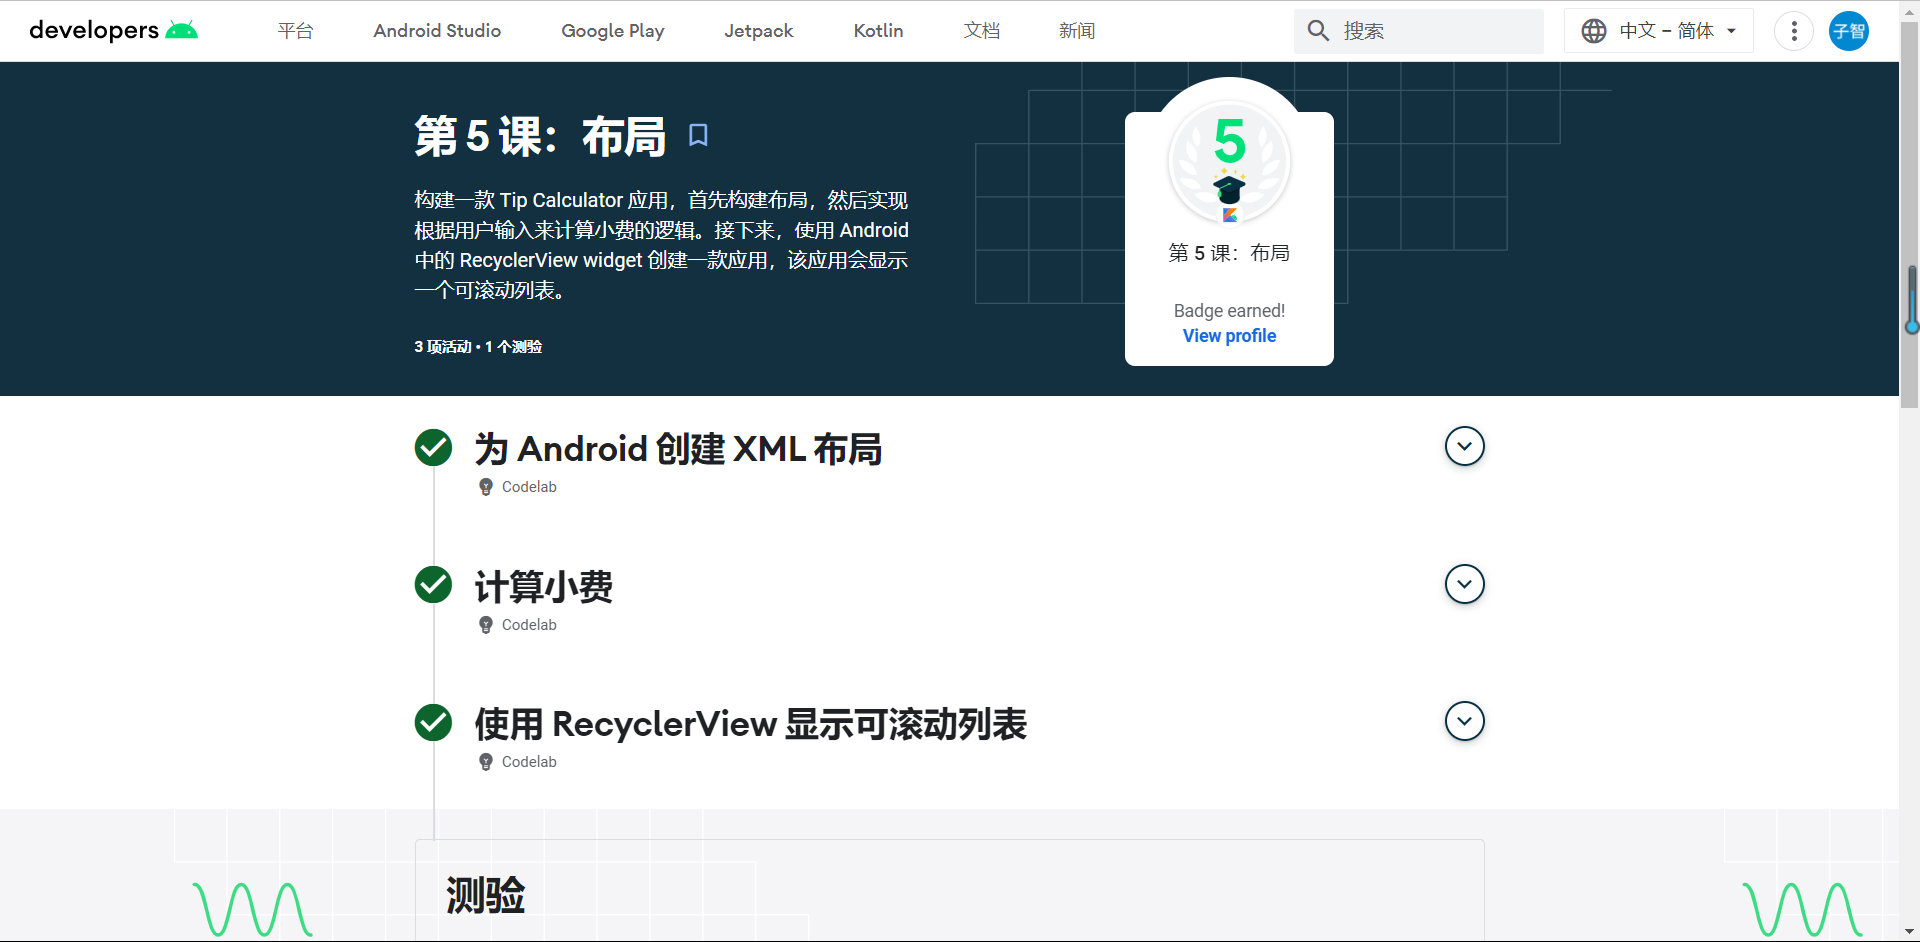 developers 平台 Android Studio Google Play Jetpack Kotlin 文档 新闻 搜索 中文 – 简体 子智
第 5 课：布局
构建一款 Tip Calculator 应用，首先构建布局，然后实现
根据用户输入来计算小费的逻辑。接下来，使用 Android
中的 RecyclerView widget 创建一款应用，该应用会显示
一个可滚动列表。
3 项活动 • 1 个测验
5
第 5 课：布局
Badge earned!
View profile
为 Android 创建 XML 布局
Codelab
计算小费
Codelab
使用 RecyclerView 显示可滚动列表
Codelab
测验